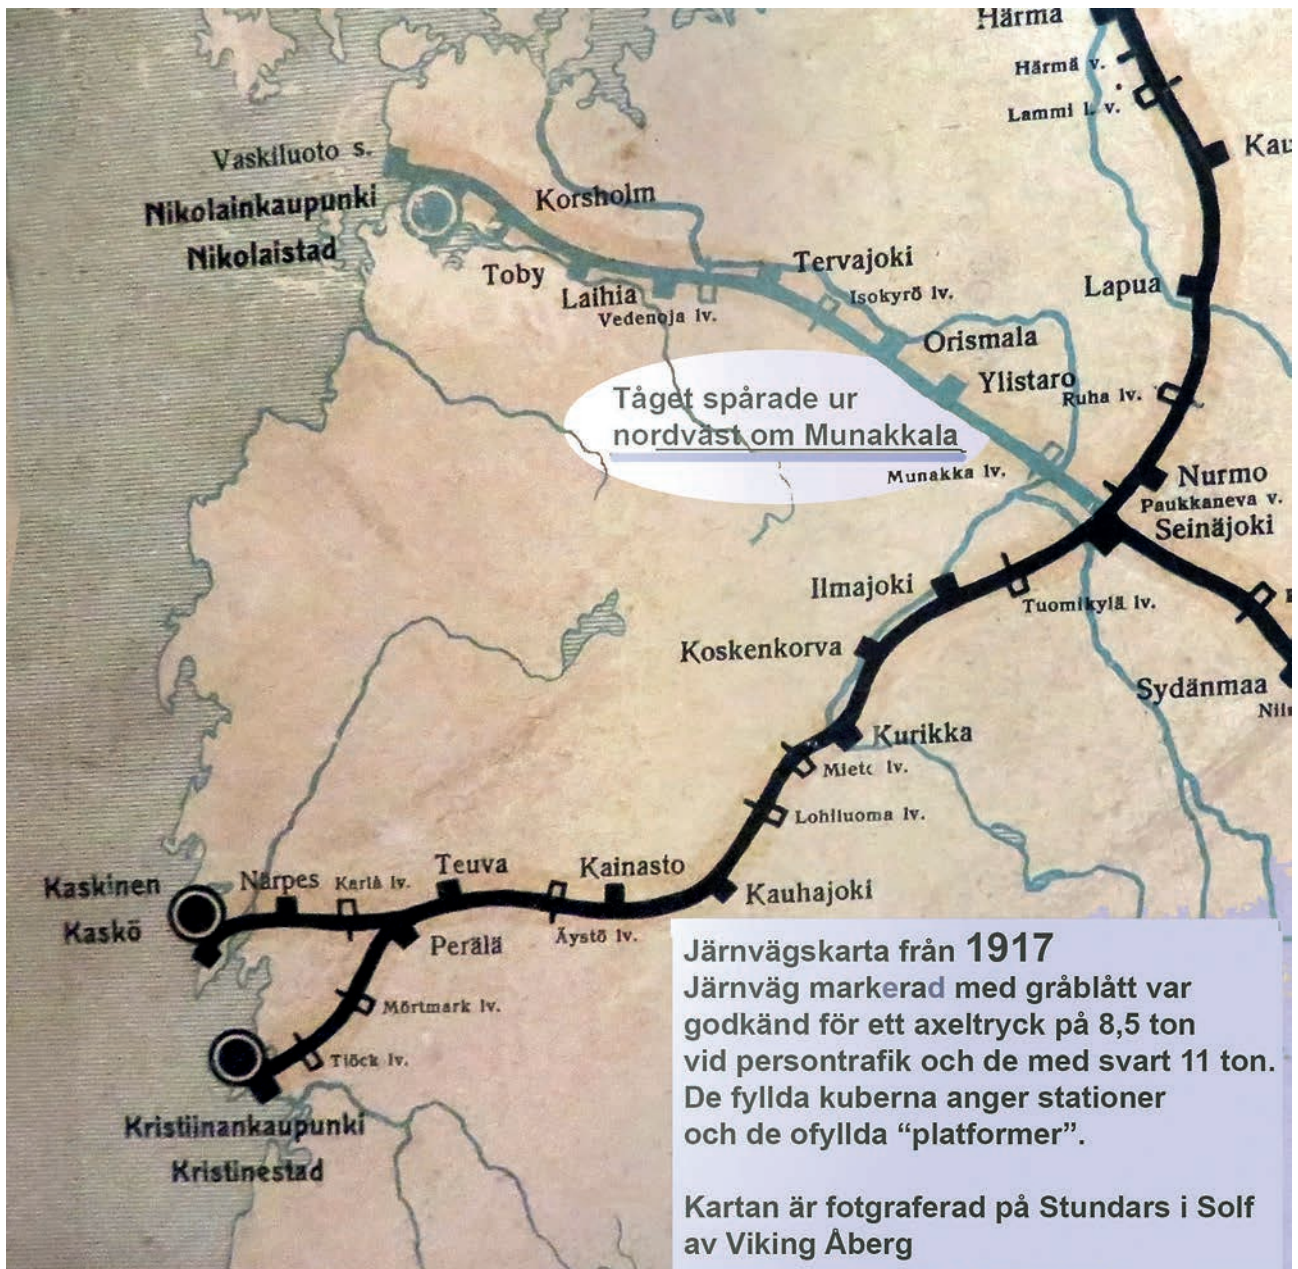 Härmä
Härmä v.
Lammi l. v.
Kau
Vaskiluoto s.
Nikolainkaupunki
Nikolaistad
Korsholm
Toby
Laihia
Vedenoja lv.
Tervajoki
Isokyrö lv.
Orismala
Ylistaro
Lapua
Ruha lv.
Tåget spårade ur
nordväst om Munakkala
Munakka lv.
Nurmo
Paukkaneva v.
Seinäjoki
Ilmajoki
Tuomikylä lv.
Koskenkorva
Sydänmaa
Kurikka
Mieto lv.
Lohiluoma lv.
Kaskinen
Kaskö
Närpes
Karlå lv.
Teuva
Kainasto
Kauhajoki
Perälä
Äystö lv.
Mörtmark lv.
Tiöck lv.
Kristiinankaupunki
Kristinestad
Järnvägskarta från 1917
Järnväg markerad med gråblått var
godkänd för ett axeltryck på 8,5 ton
vid persontrafik och de med svart 11 ton.
De fyllda kuberna anger stationer
och de ofyllda “platformer”.
Kartan är fotgraferad på Stundars i Solf
av Viking Åberg